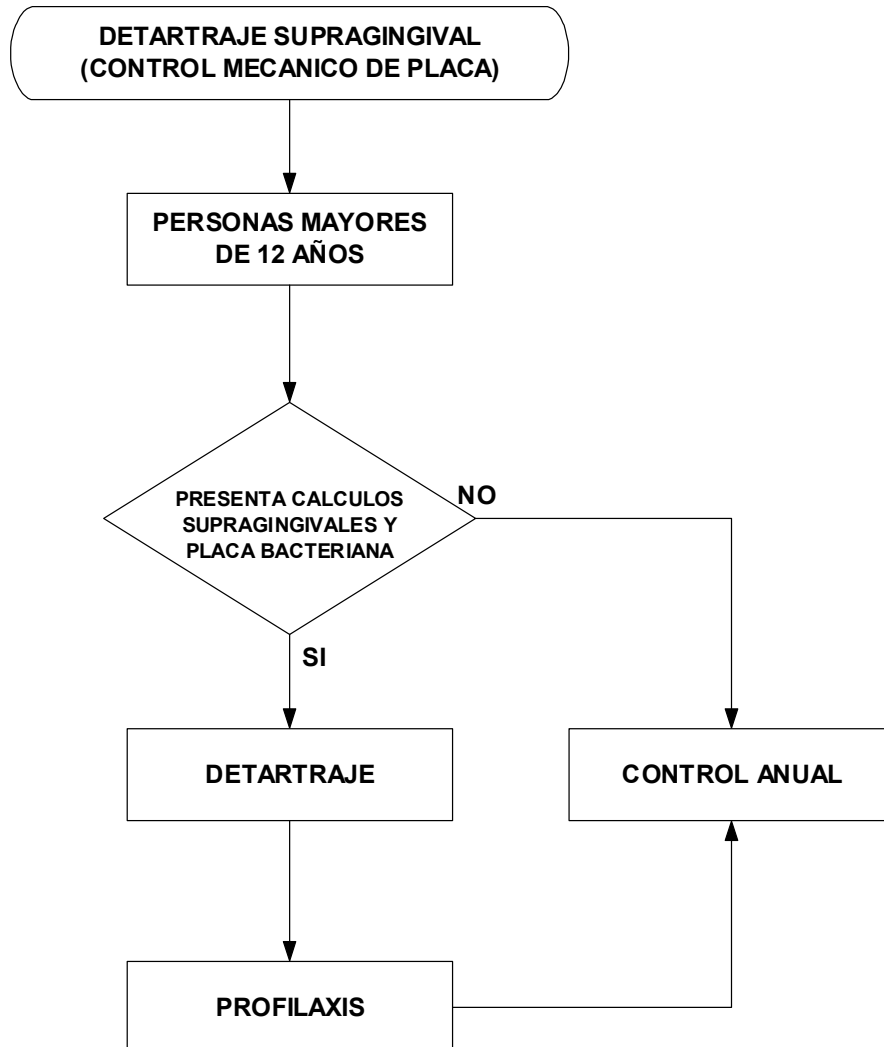 DETARTRAJE SUPRAGINGIVAL
(CONTROL MECANICO DE PLACA)
PERSONAS MAYORES
DE 12 AÑOS
PRESENTA CALCULOS
SUPRAGINGIVALES Y
PLACA BACTERIANA
NO
SI
DETARTRAJE
CONTROL ANUAL
PROFILAXIS